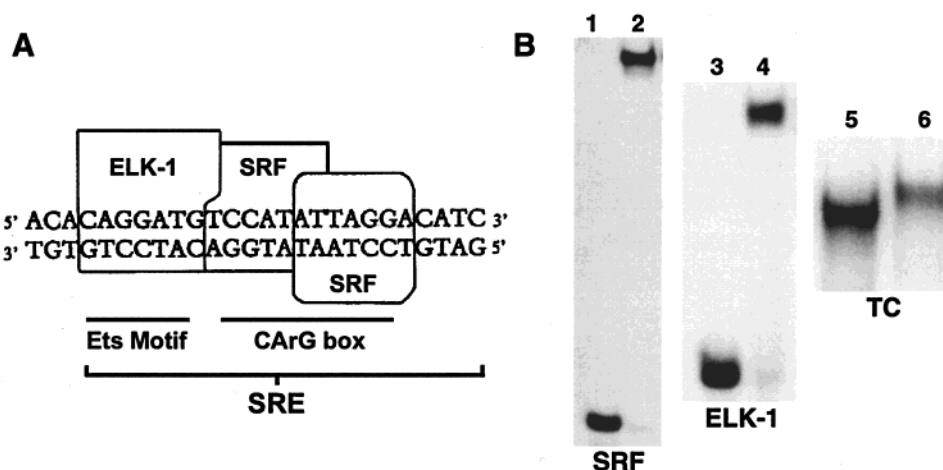 A
ELK-1
SRF
5' ACACAGGATGTCCATATTAGGACATC 3'
3' TGTGTCCTACAGGTATAATCCTGTAG 5'
SRF
Ets Motif
CArG box
SRE
B
1
2
SRF
3
4
ELK-1
5
6
TC